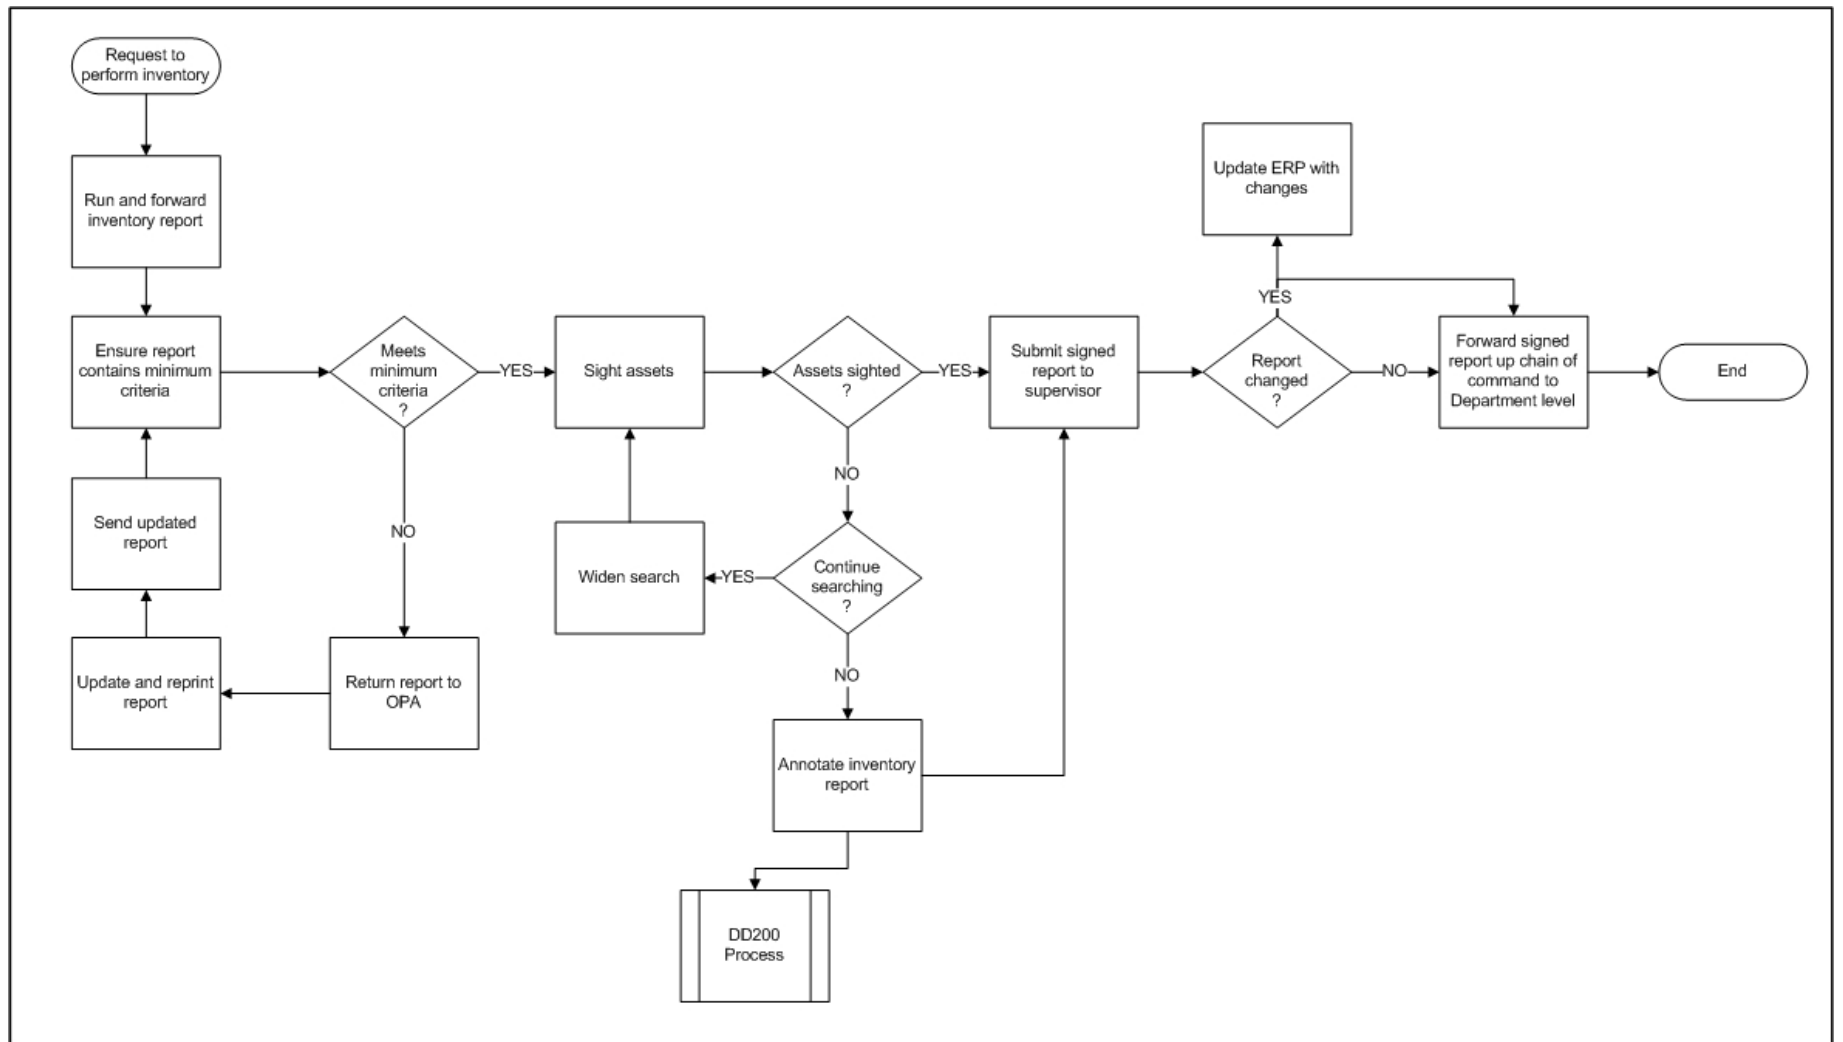 Request to
perform inventory
Run and forward
inventory report
Ensure report
contains minimum
criteria
Meets
minimum
criteria
?
YES
Sight assets
Assets sighted
?
YES
Submit signed
report to
supervisor
Report
changed
?
YES
Update ERP with
changes
NO
Forward signed
report up chain of
command to
Department level
End
NO
Return report to
OPA
Update and reprint
report
Send updated
report
NO
Continue
searching
?
YES
Widen search
NO
Annotate inventory
report
DD200
Process